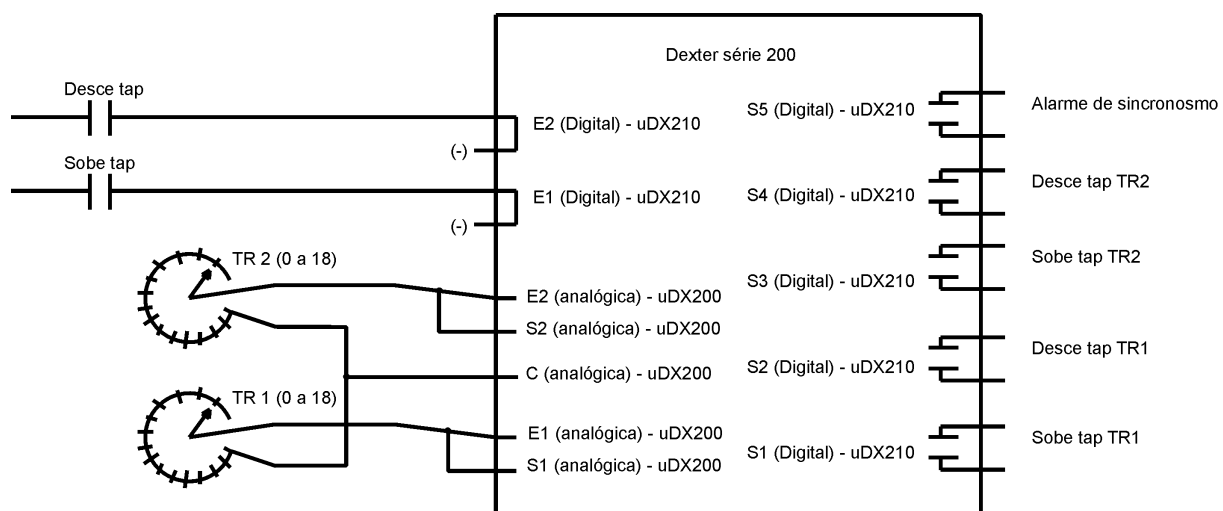 Dexter série 200
Desce tap
E2 (Digital) - uDX210
(-)
Sobe tap
E1 (Digital) - uDX210
(-)
TR 2 (0 a 18)
E2 (analógica) - uDX200
S2 (analógica) - uDX200
C (analógica) - uDX200
TR 1 (0 a 18)
E1 (analógica) - uDX200
S1 (analógica) - uDX200
S5 (Digital) - uDX210
Alarme de sincronosmo
S4 (Digital) - uDX210
Desce tap TR2
S3 (Digital) - uDX210
Sobe tap TR2
S2 (Digital) - uDX210
Desce tap TR1
S1 (Digital) - uDX210
Sobe tap TR1